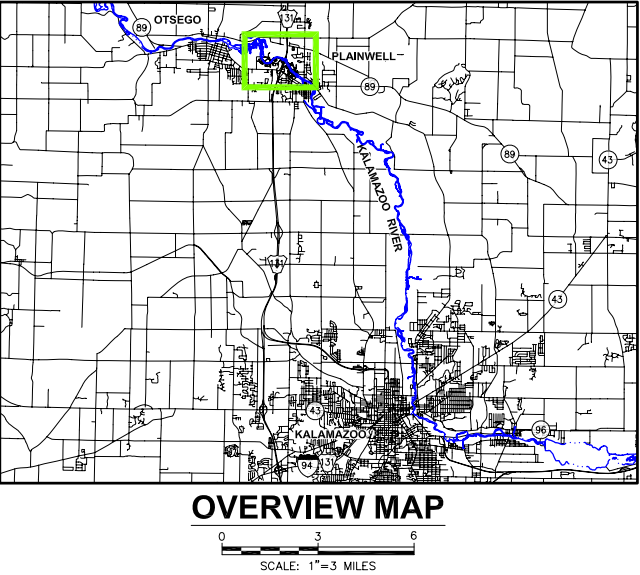 OTSEGO
131
89
PLAINWELL
89
89
43
KALAMAZOO RIVER
131
43
43
KALAMAZOO
96
94
131
OVERVIEW MAP
0 3 6
SCALE: 1"=3 MILES